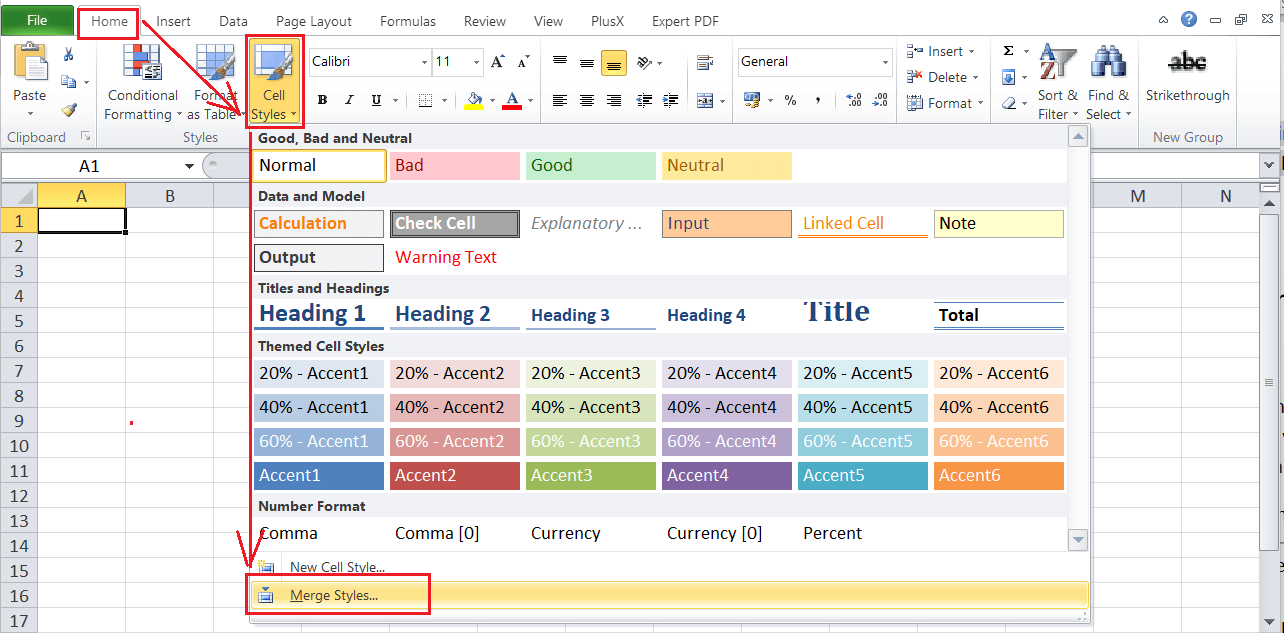 File Home Insert Data Page Layout Formulas Review View PlusX Expert PDF
Calibri 11 General Insert
Paste Conditional Format Cell Delete Sort & Find & Strikethrough
Formatting as Table Styles B I U % , Format Filter Select
Clipboard Styles New Group
A1
Good, Bad and Neutral
Normal Bad Good Neutral
Data and Model
Calculation Check Cell Explanatory ... Input Linked Cell Note
Output Warning Text
Titles and Headings
Heading 1 Heading 2 Heading 3 Heading 4 Title Total
Themed Cell Styles
20% - Accent1 20% - Accent2 20% - Accent3 20% - Accent4 20% - Accent5 20% - Accent6
40% - Accent1 40% - Accent2 40% - Accent3 40% - Accent4 40% - Accent5 40% - Accent6
60% - Accent1 60% - Accent2 60% - Accent3 60% - Accent4 60% - Accent5 60% - Accent6
Accent1 Accent2 Accent3 Accent4 Accent5 Accent6
Number Format
Comma Comma [0] Currency Currency [0] Percent
New Cell Style...
Merge Styles...
A B M N
1
2
3
4
5
6
7
8
9
10
11
12
13
14
15
16
17